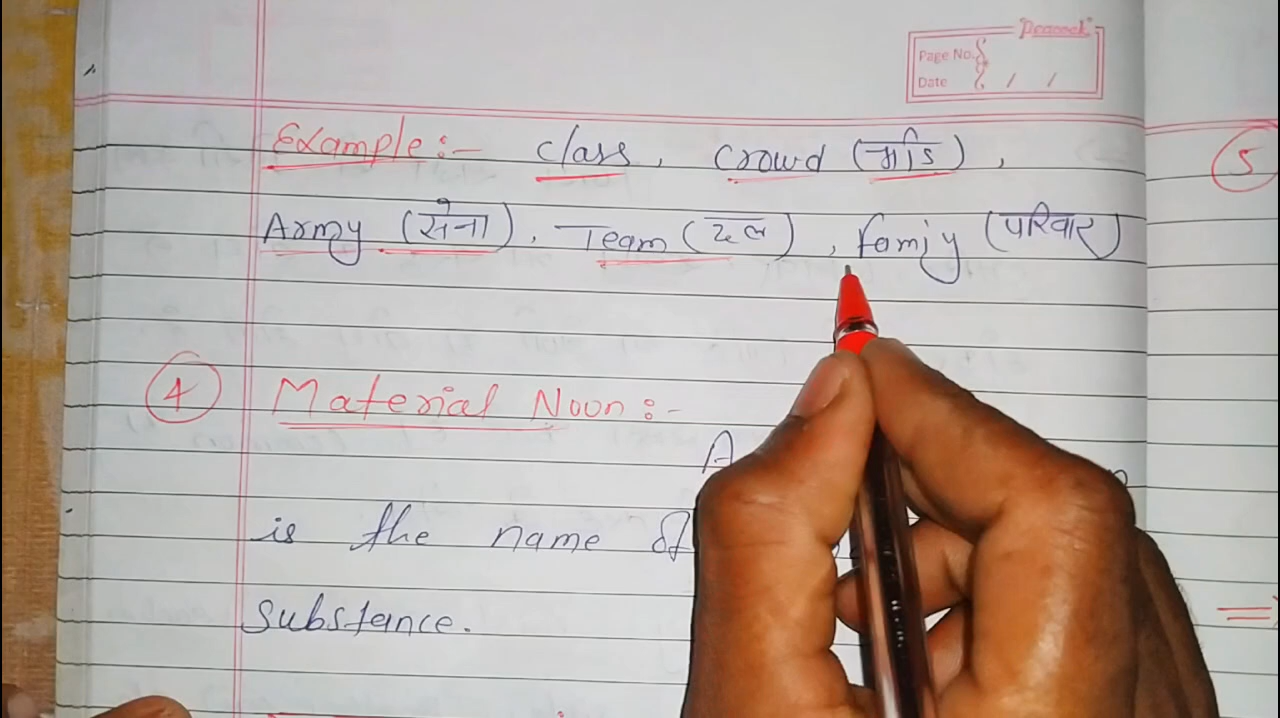 Peacock
Page No.
Date / /
Example:- class, crowd (भीड),
5
Army (सेना), Team (दल), Famiy (परिवार)
4 Material Noun:-
A
is the name of
substance.